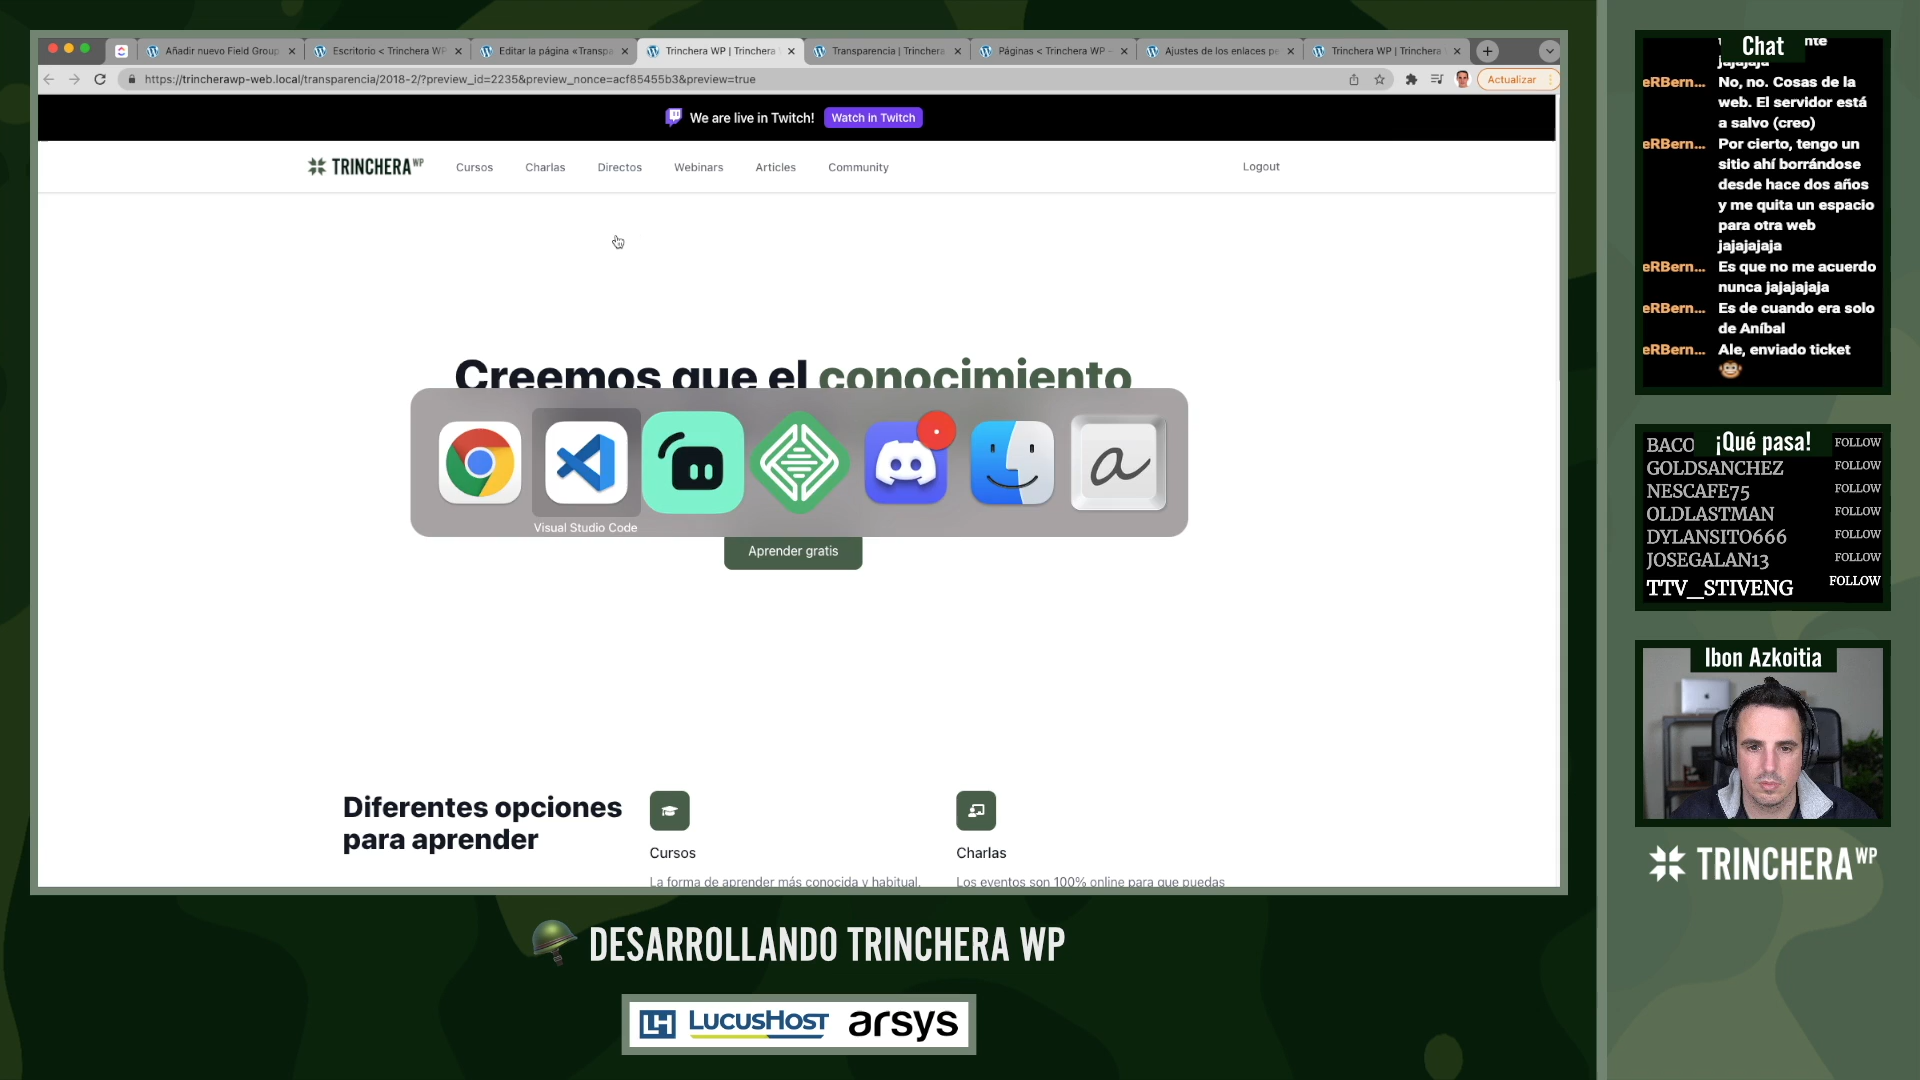 Añadir nuevo Field Group
Escritorio < Trinchera WP
Editar la página «Transpa
Trinchera WP | Trinchera
Transparencia | Trinchera
Páginas < Trinchera WP -
Ajustes de los enlaces pe
Trinchera WP | Trinchera
https://trincherawp-web.local/transparencia/2018-2/?preview_id=2235&preview_nonce=acf85455b3&preview=true
Actualizar
We are live in Twitch!
Watch in Twitch
TRINCHERA WP
Cursos
Charlas
Directos
Webinars
Articles
Community
Logout
Creemos que el conocimiento
a
Visual Studio Code
Aprender gratis
Diferentes opciones
para aprender
Cursos
La forma de aprender más conocida y habitual.
Charlas
Los eventos son 100% online para que puedas
Chat
nte
jajajaja
eRBern... No, no. Cosas de la
web. El servidor está
a salvo (creo)
eRBern... Por cierto, tengo un
sitio ahí borrándose
desde hace dos años
y me quita un espacio
para otra web
jajajajaja
eRBern... Es que no me acuerdo
nunca jajajajaja
eRBern... Es de cuando era solo
de Aníbal
eRBern... Ale, enviado ticket
¡Qué pasa!
BACO FOLLOW
GOLDSANCHEZ FOLLOW
NESCAFE75 FOLLOW
OLDLASTMAN FOLLOW
DYLANSITO666 FOLLOW
JOSEGALAN13 FOLLOW
TTV_STIVENG FOLLOW
Ibon Azkoitia
TRINCHERA WP
DESARROLLANDO TRINCHERA WP
LH LUCUSHOST arsys